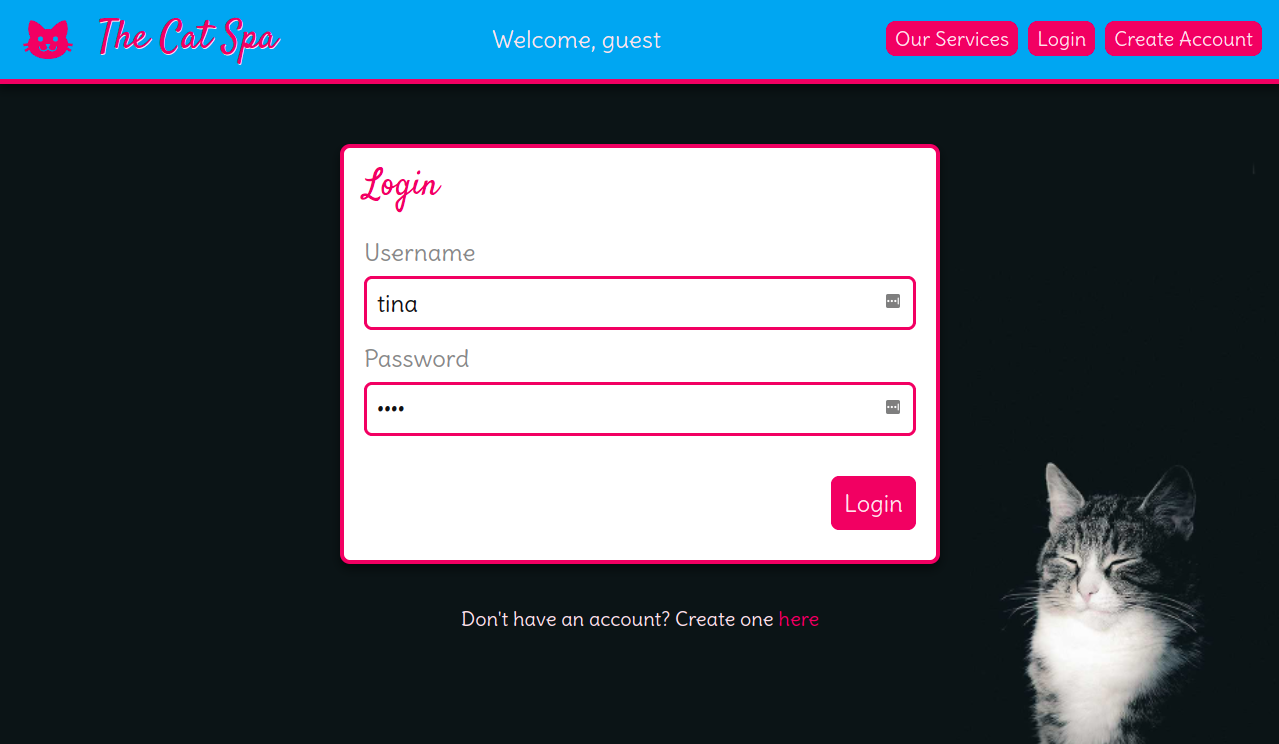 The Cat Spa
Welcome, guest
Our Services
Login
Create Account
Login
Username
tina
Password
••••
Login
Don't have an account? Create one here